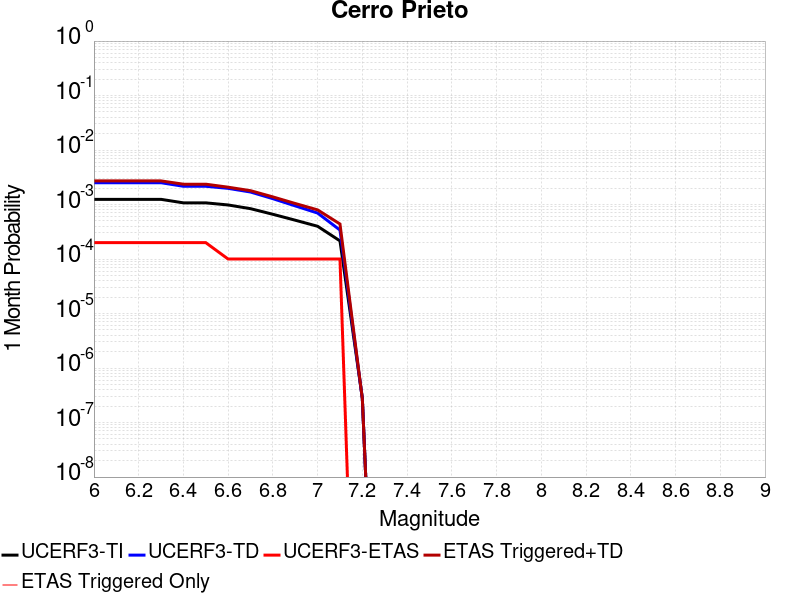 Cerro Prieto
1 Month Probability
10^0
10^-1
10^-2
10^-3
10^-4
10^-5
10^-6
10^-7
10^-8
6 6.2 6.4 6.6 6.8 7 7.2 7.4 7.6 7.8 8 8.2 8.4 8.6 8.8 9
Magnitude
UCERF3-TI UCERF3-TD UCERF3-ETAS ETAS Triggered+TD
ETAS Triggered Only